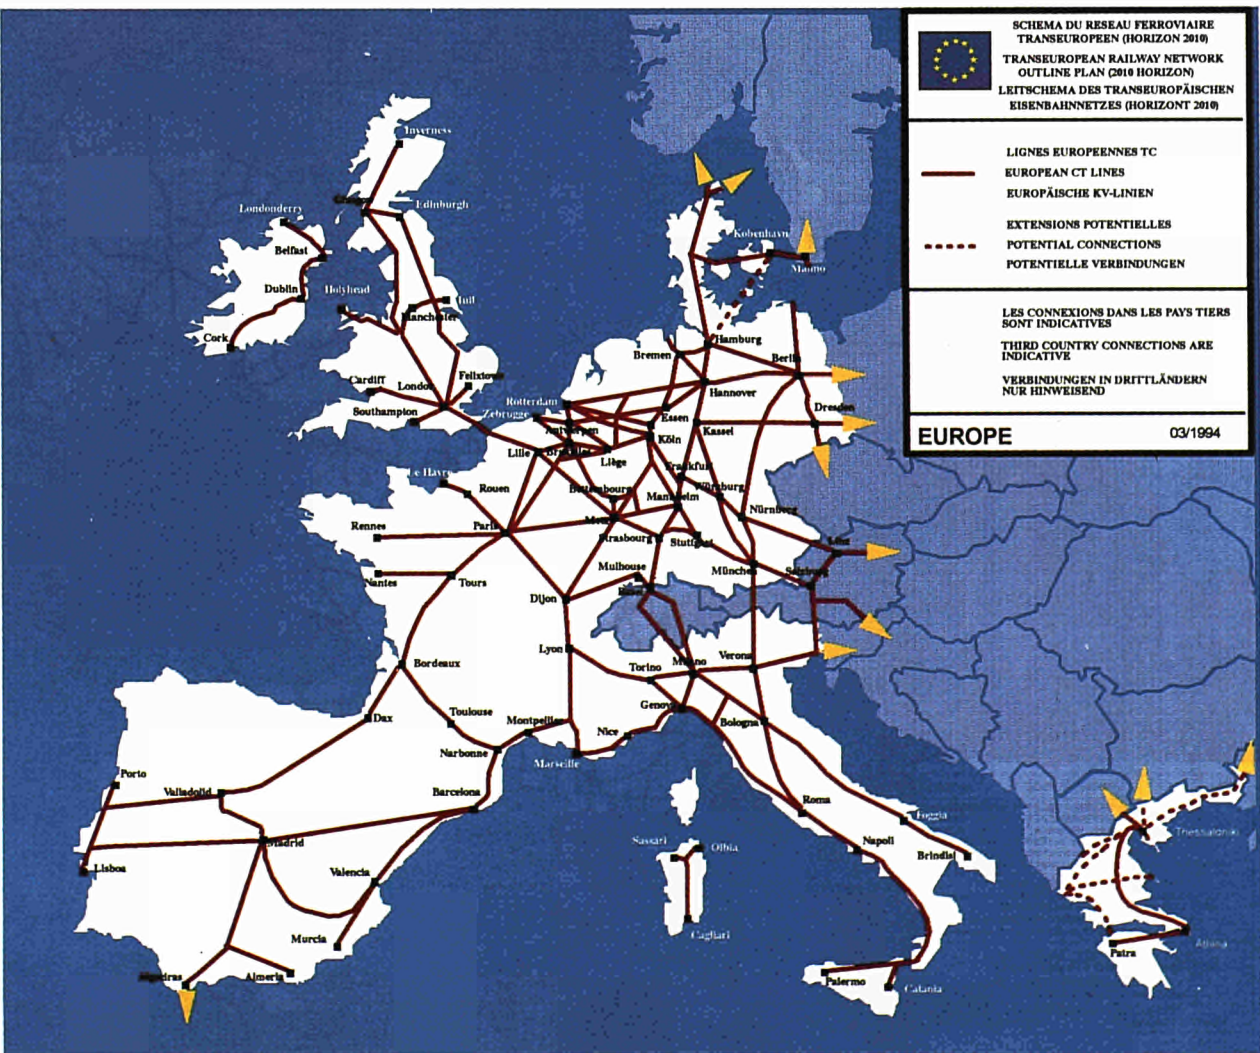 SCHEMA DU RESEAU FERROVIAIRE
TRANSEUROPEEN (HORIZON 2010)
TRANSEUROPEAN RAILWAY NETWORK
OUTLINE PLAN (2010 HORIZON)
LEITSCHEMA DES TRANSEUROPÄISCHEN
EISENBAHNNETZES (HORIZONT 2010)
LIGNES EUROPEENNES TC
EUROPEAN CT LINES
EUROPÄISCHE KV-LINIEN
EXTENSIONS POTENTIELLES
POTENTIAL CONNECTIONS
POTENTIELLE VERBINDUNGEN
LES CONNEXIONS DANS LES PAYS TIERS
SONT INDICATIVES
THIRD COUNTRY CONNECTIONS ARE
INDICATIVE
VERBINDUNGEN IN DRITTLÄNDERN
NUR HINWEISEND
EUROPE 03/1994
Inverness
Edinburgh
Londonderry
Belfast
Dublin
Holyhead
Hull
Manchester
Cork
Cardiff
London
Felixtowe
Southampton
Kobenhavn
Malmo
Hamburg
Bremen
Berlin
Hannover
Rotterdam
Zebrugge
Essen
Dresden
Antwerpen
Köln
Kassel
Lille
Bruxelles
Liège
Frankfurt
Le Havre
Rouen
Bettembourg
Mannheim
Würzburg
Nürnberg
Rennes
Paris
Metz
Strasbourg
Stuttgart
Linz
Mulhouse
München
Salzburg
Nantes
Tours
Dijon
Basel
Lyon
Torino
Milano
Verona
Bordeaux
Genova
Bologna
Dax
Toulouse
Montpellier
Nice
Narbonne
Marseille
Porto
Valladolid
Barcelona
Roma
Foggia
Thessaloniki
Madrid
Sassari
Olbia
Napoli
Brindisi
Lisboa
Valencia
Murcia
Cagliari
Athina
Patra
Algeciras
Almeria
Palermo
Catania